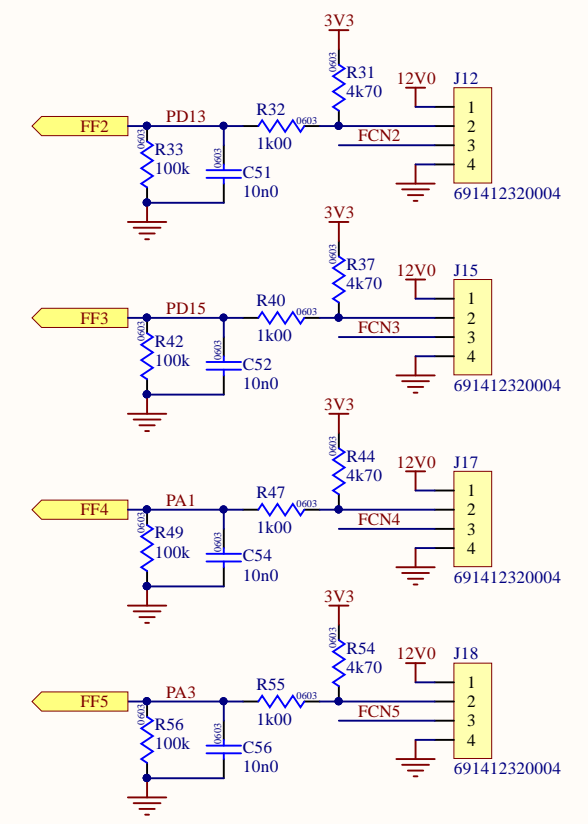 3V3
0603
R31
4k70
12V0
J12
1
FF2
PD13
R32
0603
1k00
2
FCN2
3
4
0603
R33
100k
0603
C51
10n0
691412320004
3V3
0603
R37
4k70
12V0
J15
1
FF3
PD15
R40
0603
1k00
2
FCN3
3
4
0603
R42
100k
0603
C52
10n0
691412320004
3V3
0603
R44
4k70
12V0
J17
1
FF4
PA1
R47
0603
1k00
2
FCN4
3
4
0603
R49
100k
0603
C54
10n0
691412320004
3V3
0603
R54
4k70
12V0
J18
1
FF5
PA3
R55
0603
1k00
2
FCN5
3
4
0603
R56
100k
0603
C56
10n0
691412320004